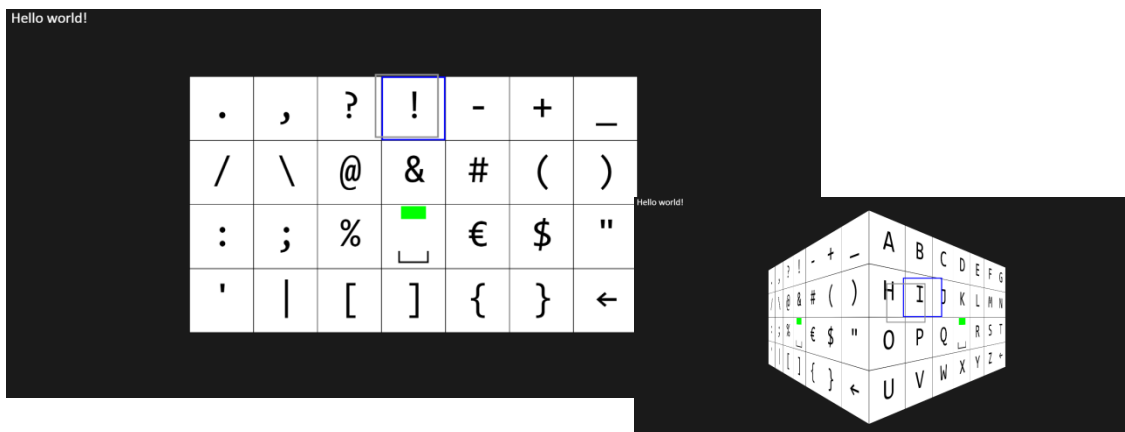 Hello world!
. , ? ! - + _
/ \ @ & # ( )
: ; % ␣ € $ "
' | [ ] { } ←
Hello world!
. , ? ! - + _ A B C D E F G
/ \ @ & # ( ) H I J K L M N
: ; % ␣ € $ " O P Q ␣ R S T
' | [ ] { } ← U V W X Y Z ←